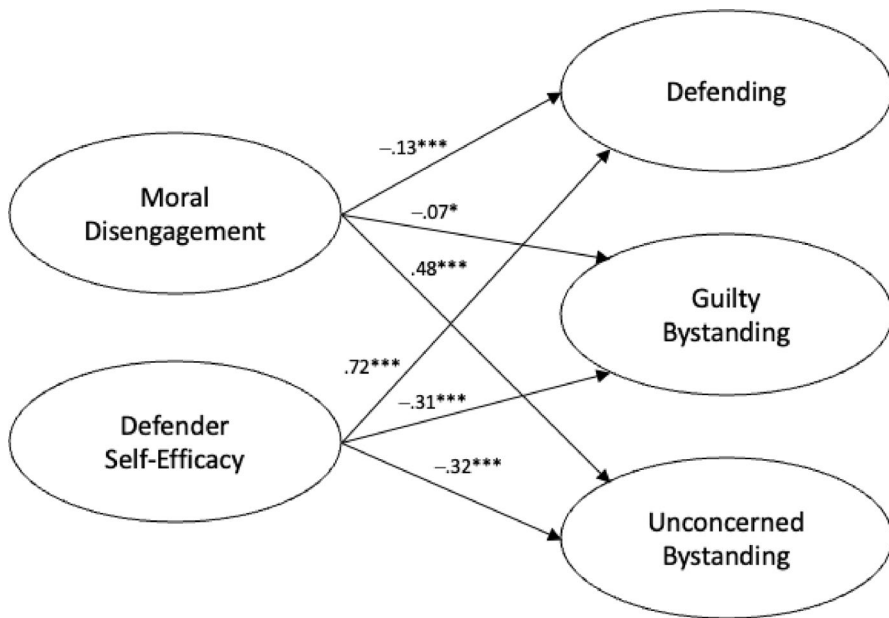 Defending
–.13***
Moral
Disengagement
–.07*
.48***
Guilty
Bystanding
.72***
–.31***
Defender
Self-Efficacy
–.32***
Unconcerned
Bystanding